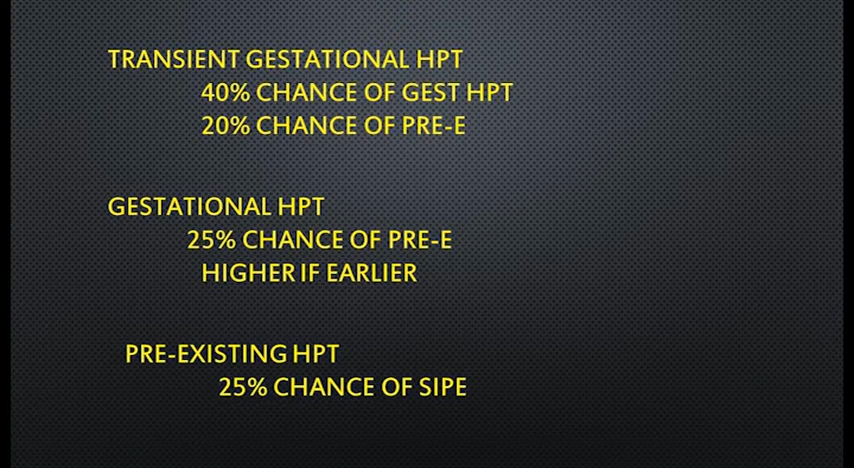 TRANSIENT GESTATIONAL HPT
40% CHANCE OF GEST HPT
20% CHANCE OF PRE-E
GESTATIONAL HPT
25% CHANCE OF PRE-E
HIGHER IF EARLIER
PRE-EXISTING HPT
25% CHANCE OF SIPE